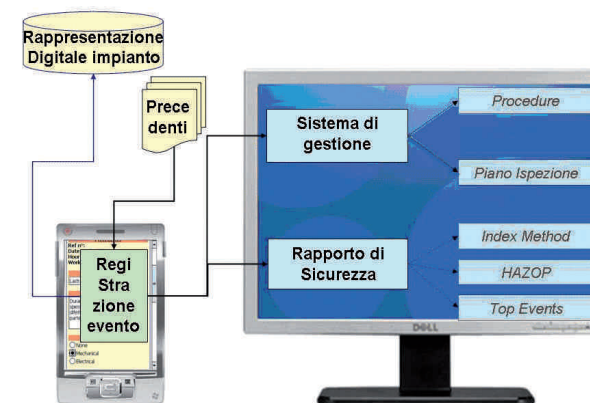 Rappresentazione
Digitale impianto
Prece
denti
Sistema di
gestione
Procedure
Piano Ispezione
Rapporto di
Sicurezza
Index Method
HAZOP
Top Events
Regi
Stra
zione
evento
None
Mechanical
Electrical
DELL